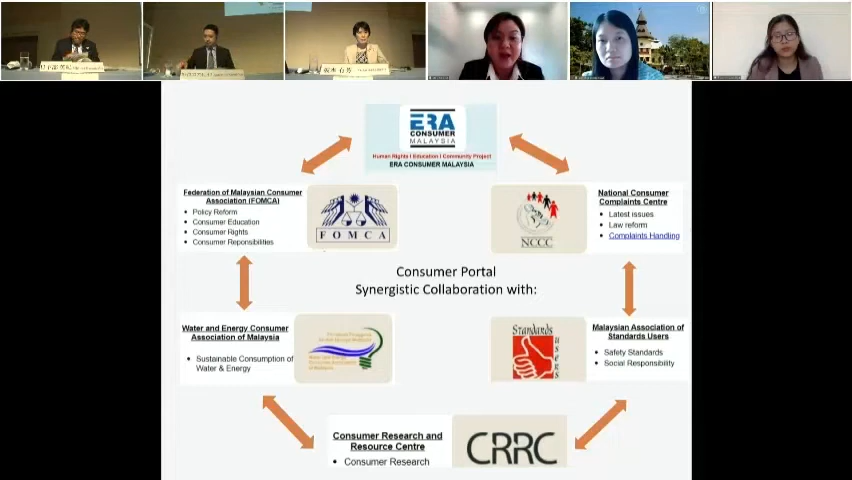 ERA
CONSUMER
MALAYSIA
Human Rights I Education I Community Project
ERA CONSUMER MALAYSIA
Federation of Malaysian Consumer
Association (FOMCA)
• Policy Reform
• Consumer Education
• Consumer Rights
• Consumer Reponsibilities
FOMCA
NCCC
National Consumer
Complaints Centre
• Latest issues
• Law reform
• Complaints Handling
Consumer Portal
Synergistic Collaboration with:
Water and Energy Consumer
Association of Malaysia
• Sustainable Consumption of
Water & Energy
Standards
users
Malaysian Association of
Standards Users
• Safety Standards
• Social Responsibility
Consumer Research and
Resource Centre
• Consumer Research
CRRC